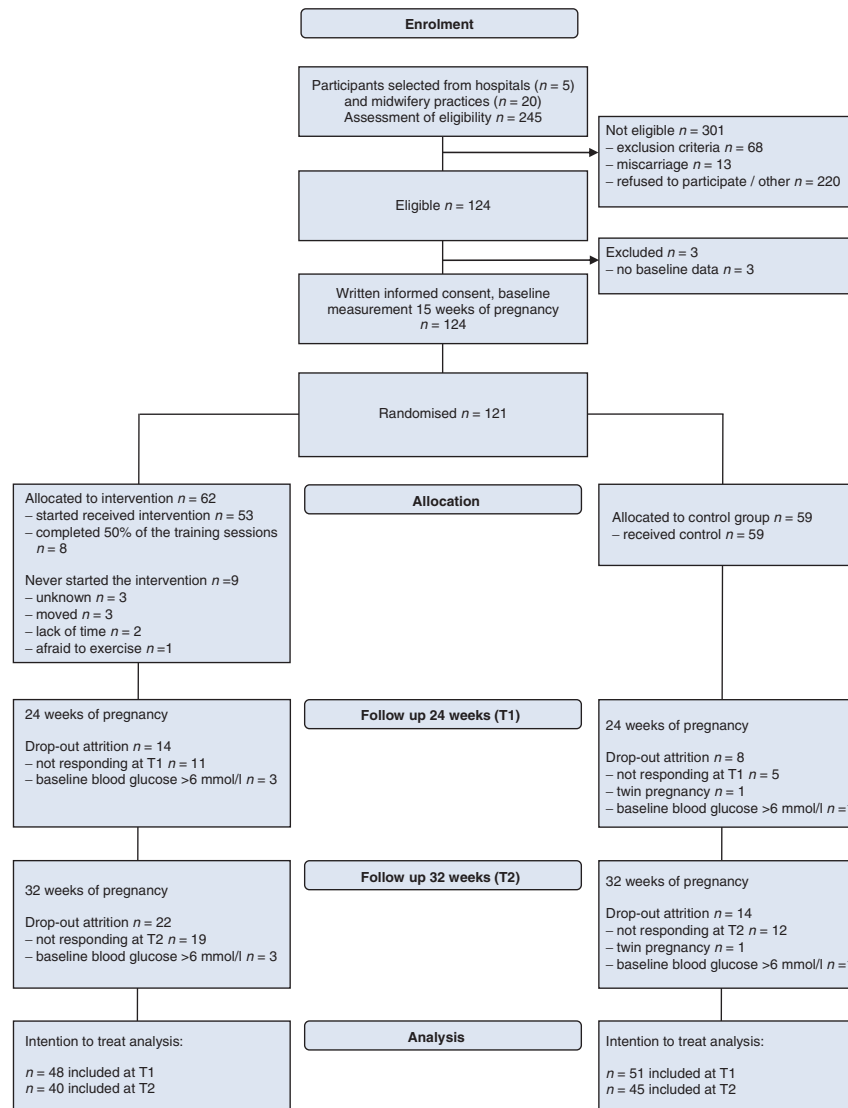 Enrolment
Participants selected from hospitals (n = 5)
and midwifery practices (n = 20)
Assessment of eligibility n = 245
Not eligible n = 301
– exclusion criteria n = 68
– miscarriage n = 13
– refused to participate / other n = 220
Eligible n = 124
Excluded n = 3
– no baseline data n = 3
Written informed consent, baseline
measurement 15 weeks of pregnancy
n = 124
Randomised n = 121
Allocated to intervention n = 62
– started received intervention n = 53
– completed 50% of the training sessions
n = 8
Never started the intervention n =9
– unknown n = 3
– moved n = 3
– lack of time n = 2
– afraid to exercise n =1
Allocation
Allocated to control group n = 59
– received control n = 59
24 weeks of pregnancy
Drop-out attrition n = 14
– not responding at T1 n = 11
– baseline blood glucose >6 mmol/l n = 3
Follow up 24 weeks (T1)
24 weeks of pregnancy
Drop-out attrition n = 8
– not responding at T1 n = 5
– twin pregnancy n = 1
– baseline blood glucose >6 mmol/l n =
32 weeks of pregnancy
Drop-out attrition n = 22
– not responding at T2 n = 19
– baseline blood glucose >6 mmol/l n = 3
Follow up 32 weeks (T2)
32 weeks of pregnancy
Drop-out attrition n = 14
– not responding at T2 n = 12
– twin pregnancy n = 1
– baseline blood glucose >6 mmol/l n =
Intention to treat analysis:
n = 48 included at T1
n = 40 included at T2
Analysis
Intention to treat analysis:
n = 51 included at T1
n = 45 included at T2